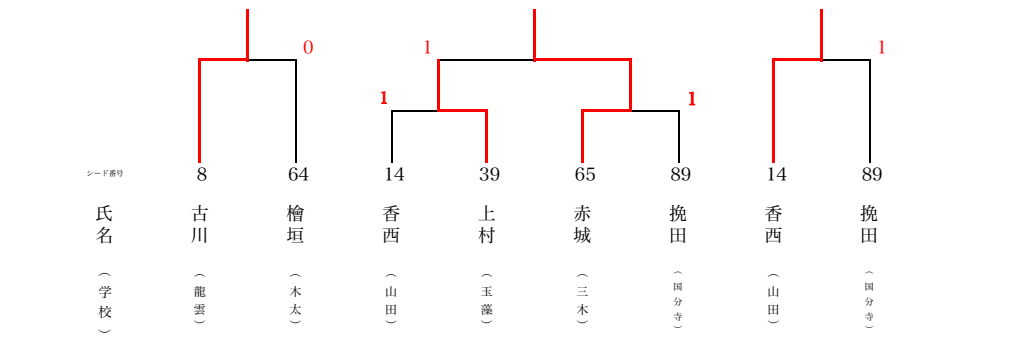 0
1
1
1
1
シード番号 8 64 14 39 65 89 14 89
氏名 古川 檜垣 香西 上村 赤城 挽田 香西 挽田
（学校） （龍雲） （木太） （山田） （玉藻） （三木） （国分寺） （山田） （国分寺）